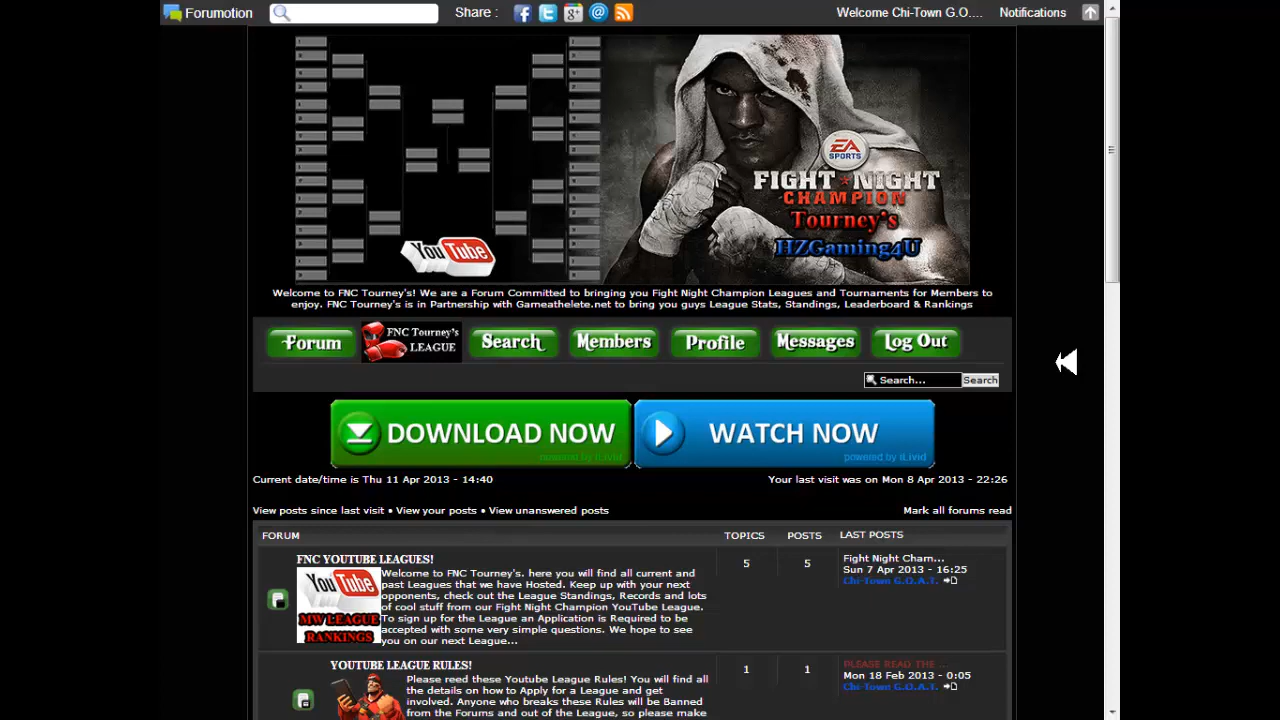 Forumotion
Share :
Welcome Chi-Town G.O....
Notifications
EA
SPORTS
FIGHT NIGHT
CHAMPION
Tourney's
HZGaming4U
YouTube
Welcome to FNC Tourney's! We are a Forum Committed to bringing you Fight Night Champion Leagues and Tournaments for Members to
enjoy. FNC Tourney's is in Partnership with Gameathelete.net to bring you guys League Stats, Standings, Leaderboard & Rankings
Forum
FNC Tourney's
LEAGUE
Search
Members
Profile
Messages
Log Out
Search... Search
DOWNLOAD NOW
powered by iLivid
WATCH NOW
powered by iLivid
Current date/time is Thu 11 Apr 2013 - 14:40
Your last visit was on Mon 8 Apr 2013 - 22:26
View posts since last visit • View your posts • View unanswered posts
Mark all forums read
FORUM TOPICS POSTS LAST POSTS
FNC YOUTUBE LEAGUES!
YouTube
MW LEAGUE
RANKINGS
Welcome to FNC Tourney's. here you will find all current and
past Leagues that we have Hosted. Keep up with your next
opponents, check out the League Standings, Records and lots
of cool stuff from our Fight Night Champion YouTube League.
To sign up for the League an Application is Required to be
accepted with some very simple questions. We hope to see
you on our next League...
5 5
Fight Night Cham...
Sun 7 Apr 2013 - 16:25
Chi-Town G.O.A.T.
YOUTUBE LEAGUE RULES!
Please reed these Youtube League Rules! You will find all
the details on how to Apply for a League and get
involved. Anyone who breaks these Rules will be Banned
from the Forums and out of the League, so please make
1 1
PLEASE READ THE ...
Mon 18 Feb 2013 - 0:05
Chi-Town G.O.A.T.